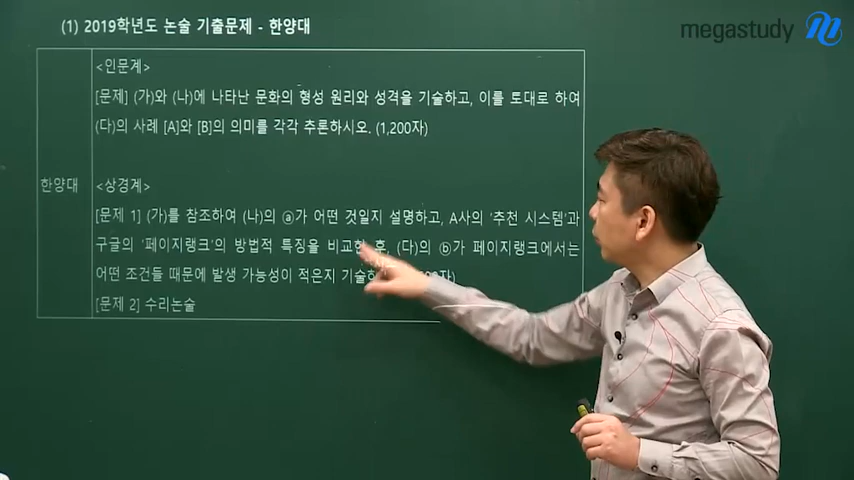 megastudy
(1) 2019학년도 논술 기출문제 - 한양대
<인문계>
[문제] (가)와 (나)에 나타난 문화의 형성 원리와 성격을 기술하고, 이를 토대로 하여
(다)의 사례 [A]와 [B]의 의미를 각각 추론하시오. (1,200자)
한양대
<상경계>
[문제 1] (가)를 참조하여 (나)의 ⓐ가 어떤 것일지 설명하고, A사의 '추천 시스템'과
구글의 '페이지랭크'의 방법적 특징을 비교한 후, (다)의 ⓑ가 페이지랭크에서는
어떤 조건들 때문에 발생 가능성이 적은지
[문제 2] 수리논술